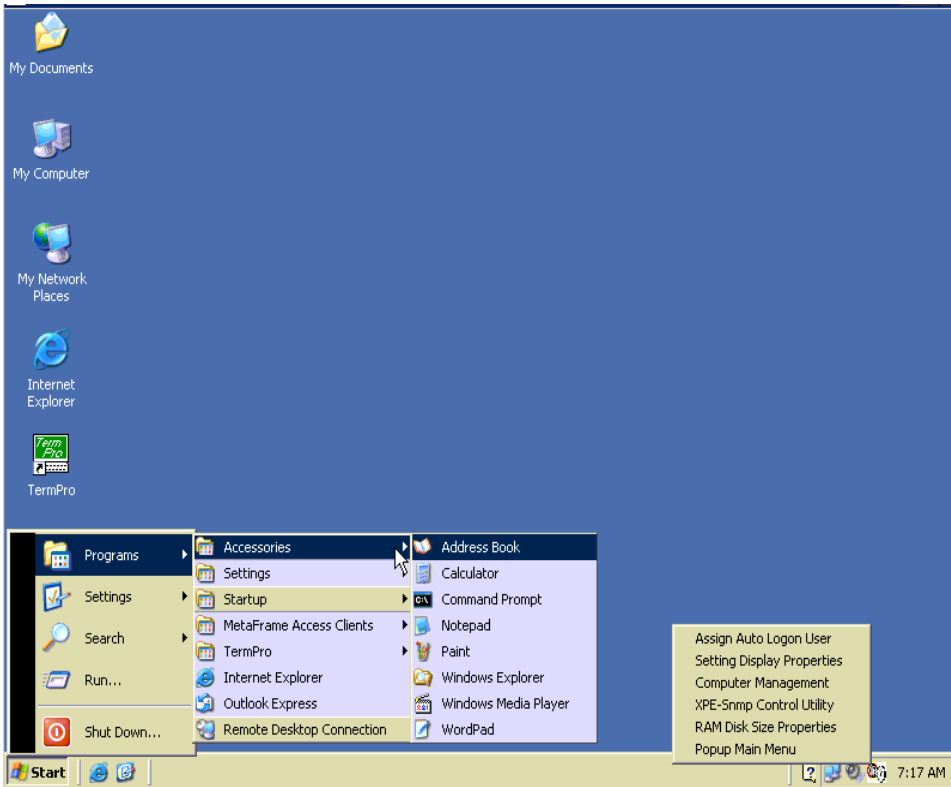 My Documents
My Computer
My Network
Places
Internet
Explorer
Term
Pro
TermPro
Programs
Settings
Search
Run...
Shut Down...
Accessories
Settings
Startup
MetaFrame Access Clients
TermPro
Internet Explorer
Outlook Express
Remote Desktop Connection
Address Book
Calculator
C:\
Command Prompt
Notepad
Paint
Windows Explorer
Windows Media Player
WordPad
Assign Auto Logon User
Setting Display Properties
Computer Management
XPE-Snmp Control Utility
RAM Disk Size Properties
Popup Main Menu
Start
7:17 AM